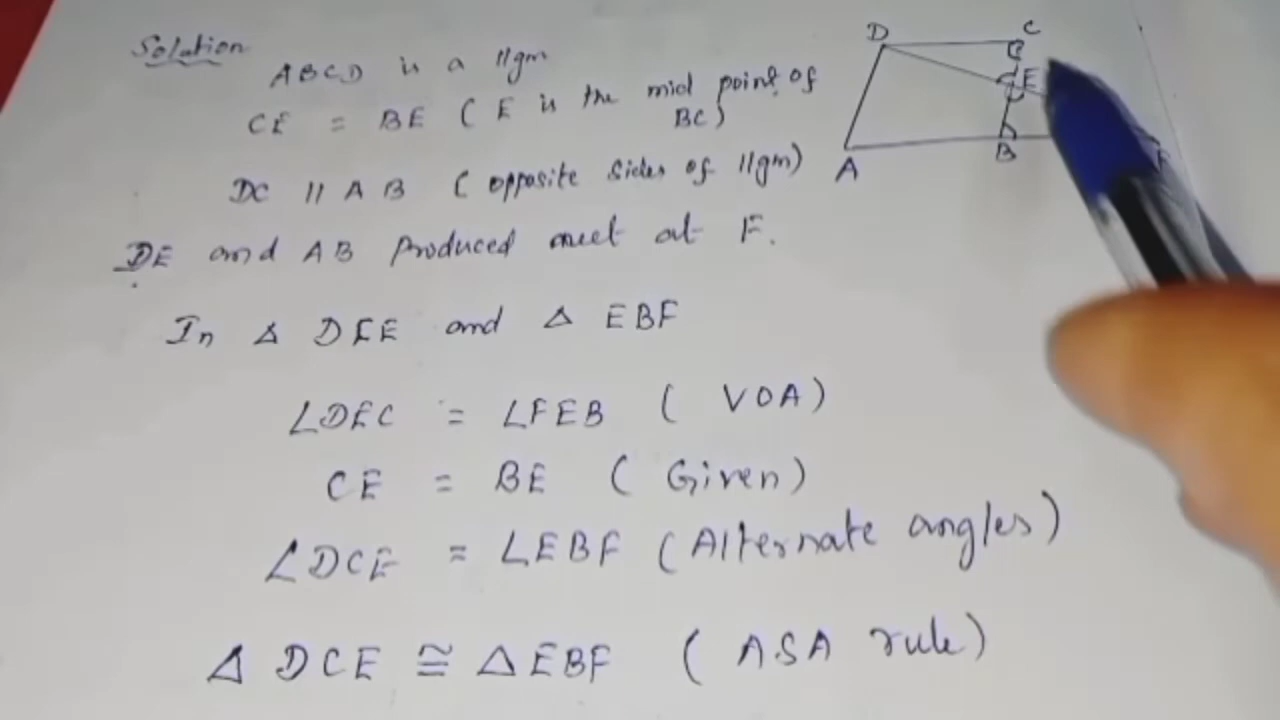 Solution
ABCD is a ||gm
CE = BE ( E is the mid point of
BC)
DC || AB ( opposite sides of ||gm)
DE and AB produced meet at F.
In Δ DEE and Δ EBF
∠DEC = ∠FEB ( VOA)
CE = BE ( Given)
∠DCE = ∠EBF (Alternate angles)
Δ DCE ≅ ΔEBF ( ASA rule)
D C
E
A B F